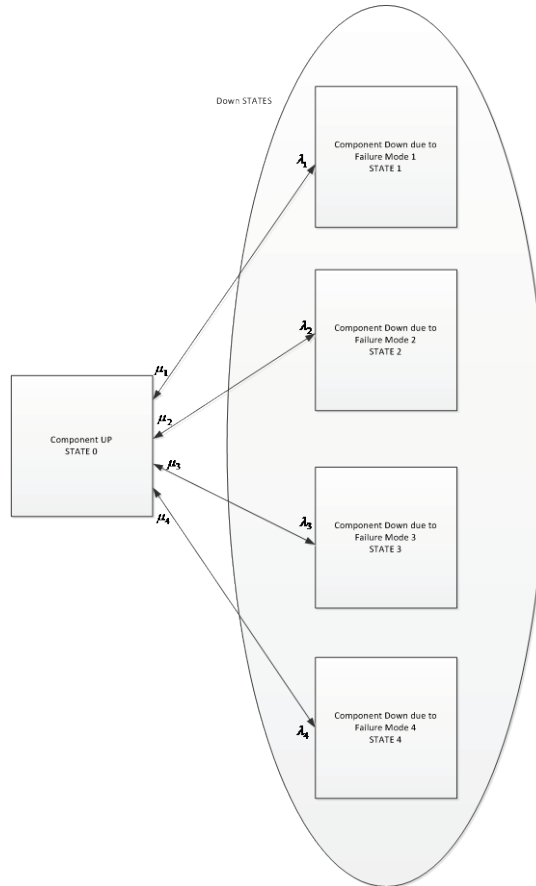 Down STATES
Component Down due to
Failure Mode 1
STATE 1
λ₁
Component Down due to
Failure Mode 2
STATE 2
λ₂
μ₁
μ₂
Component UP
STATE 0
μ₃
μ₄
λ₃
Component Down due to
Failure Mode 3
STATE 3
Component Down due to
Failure Mode 4
STATE 4
λ₄